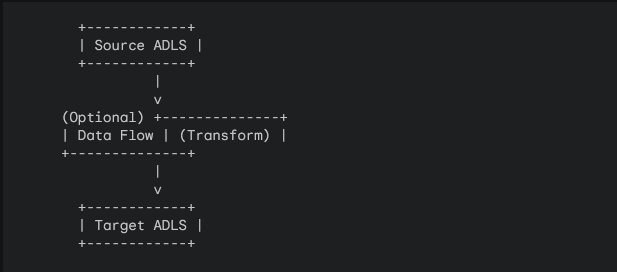 +------------+
| Source ADLS |
+------------+
|
v
(Optional) +--------------+
| Data Flow | (Transform) |
+--------------+
|
v
+------------+
| Target ADLS |
+------------+